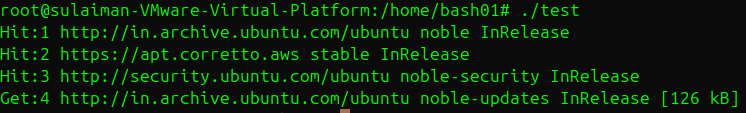 root@sulaiman-VMware-Virtual-Platform:/home/bash01# ./test
Hit:1 http://in.archive.ubuntu.com/ubuntu noble InRelease
Hit:2 https://apt.corretto.aws stable InRelease
Hit:3 http://security.ubuntu.com/ubuntu noble-security InRelease
Get:4 http://in.archive.ubuntu.com/ubuntu noble-updates InRelease [126 kB]